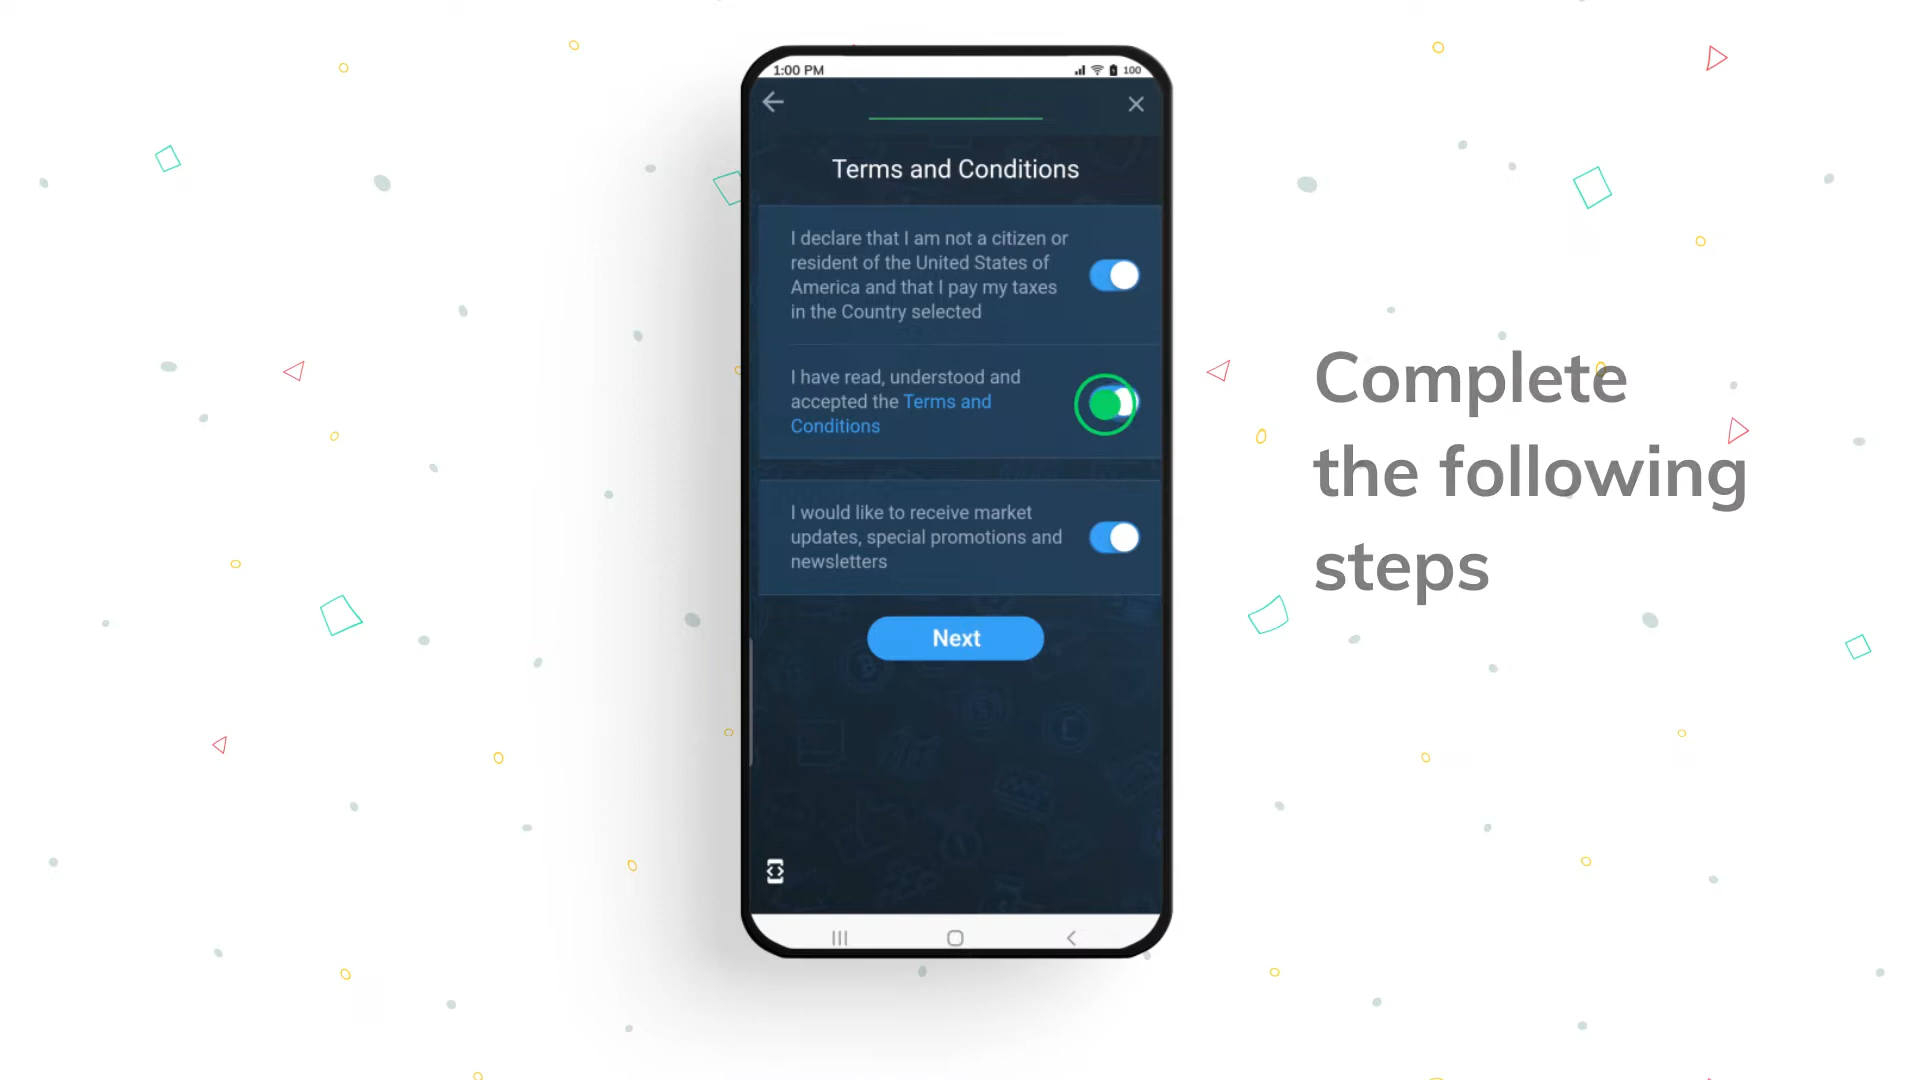 1:00 PM
100
Terms and Conditions
I declare that I am not a citizen or
resident of the United States of
America and that I pay my taxes
in the Country selected
I have read, understood and
accepted the Terms and
Conditions
I would like to receive market
updates, special promotions and
newsletters
Next
Complete
the following
steps